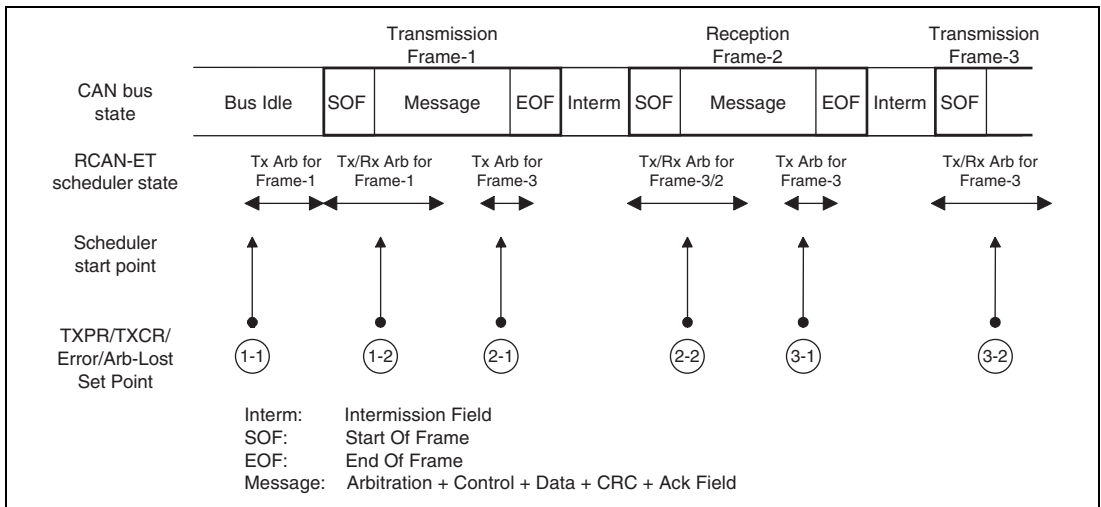 Transmission
Frame-1
Reception
Frame-2
Transmission
Frame-3
CAN bus
state
Bus Idle
SOF
Message
EOF
Interm
SOF
Message
EOF
Interm
SOF
RCAN-ET
scheduler state
Tx Arb for
Frame-1
Tx/Rx Arb for
Frame-1
Tx Arb for
Frame-3
Tx/Rx Arb for
Frame-3/2
Tx Arb for
Frame-3
Tx/Rx Arb for
Frame-3
Scheduler
start point
TXPR/TXCR/
Error/Arb-Lost
Set Point
1-1
1-2
2-1
2-2
3-1
3-2
Interm: Intermission Field
SOF: Start Of Frame
EOF: End Of Frame
Message: Arbitration + Control + Data + CRC + Ack Field